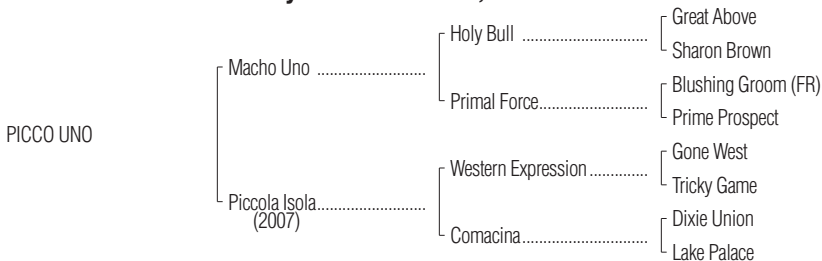 Great Above
Holy Bull ........................
Sharon Brown
Macho Uno ..........................
Blushing Groom (FR)
Primal Force..........................
Prime Prospect
PICCO UNO
Gone West
Western Expression ..............
Tricky Game
Piccola Isola..........................
(2007)
Dixie Union
Comacina..............................
Lake Palace